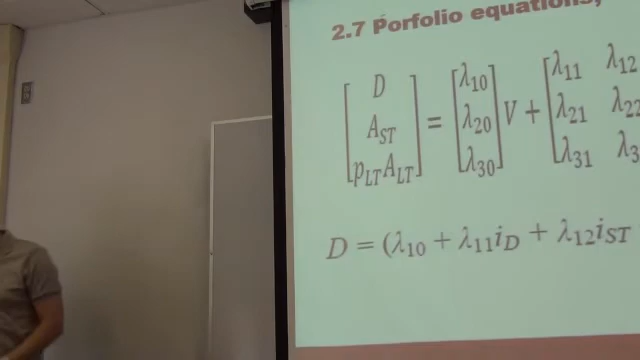 2.7 Porfolio equations,
[D A_ST p_LT A_LT] = [λ10 λ20 λ30] V + [λ11 λ12 λ21 λ22 λ31 λ3
D = (λ10 + λ11 i_D + λ12 i_ST